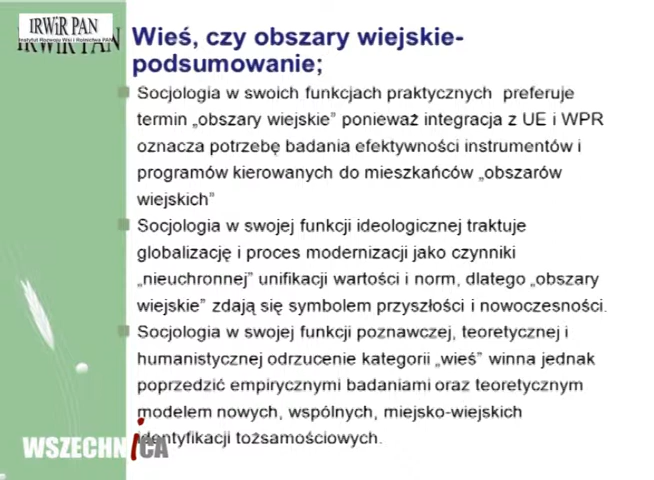 IRWiR PAN
Instytut Rozwoju Wsi i Rolnictwa PAN
IRWiR PAN
Wieś, czy obszary wiejskie-
podsumowanie;
Socjologia w swoich funkcjach praktycznych preferuje
termin „obszary wiejskie” ponieważ integracja z UE i WPR
oznacza potrzebę badania efektywności instrumentów i
programów kierowanych do mieszkańców „obszarów
wiejskich”
Socjologia w swojej funkcji ideologicznej traktuje
globalizację i proces modernizacji jako czynniki
„nieuchronnej” unifikacji wartości i norm, dlatego „obszary
wiejskie” zdają się symbolem przyszłości i nowoczesności.
Socjologia w swojej funkcji poznawczej, teoretycznej i
humanistycznej odrzucenie kategorii „wieś” winna jednak
poprzedzić empirycznymi badaniami oraz teoretycznym
modelem nowych, wspólnych, miejsko-wiejskich
identyfikacji tożsamościowych.
WSZECHNICA